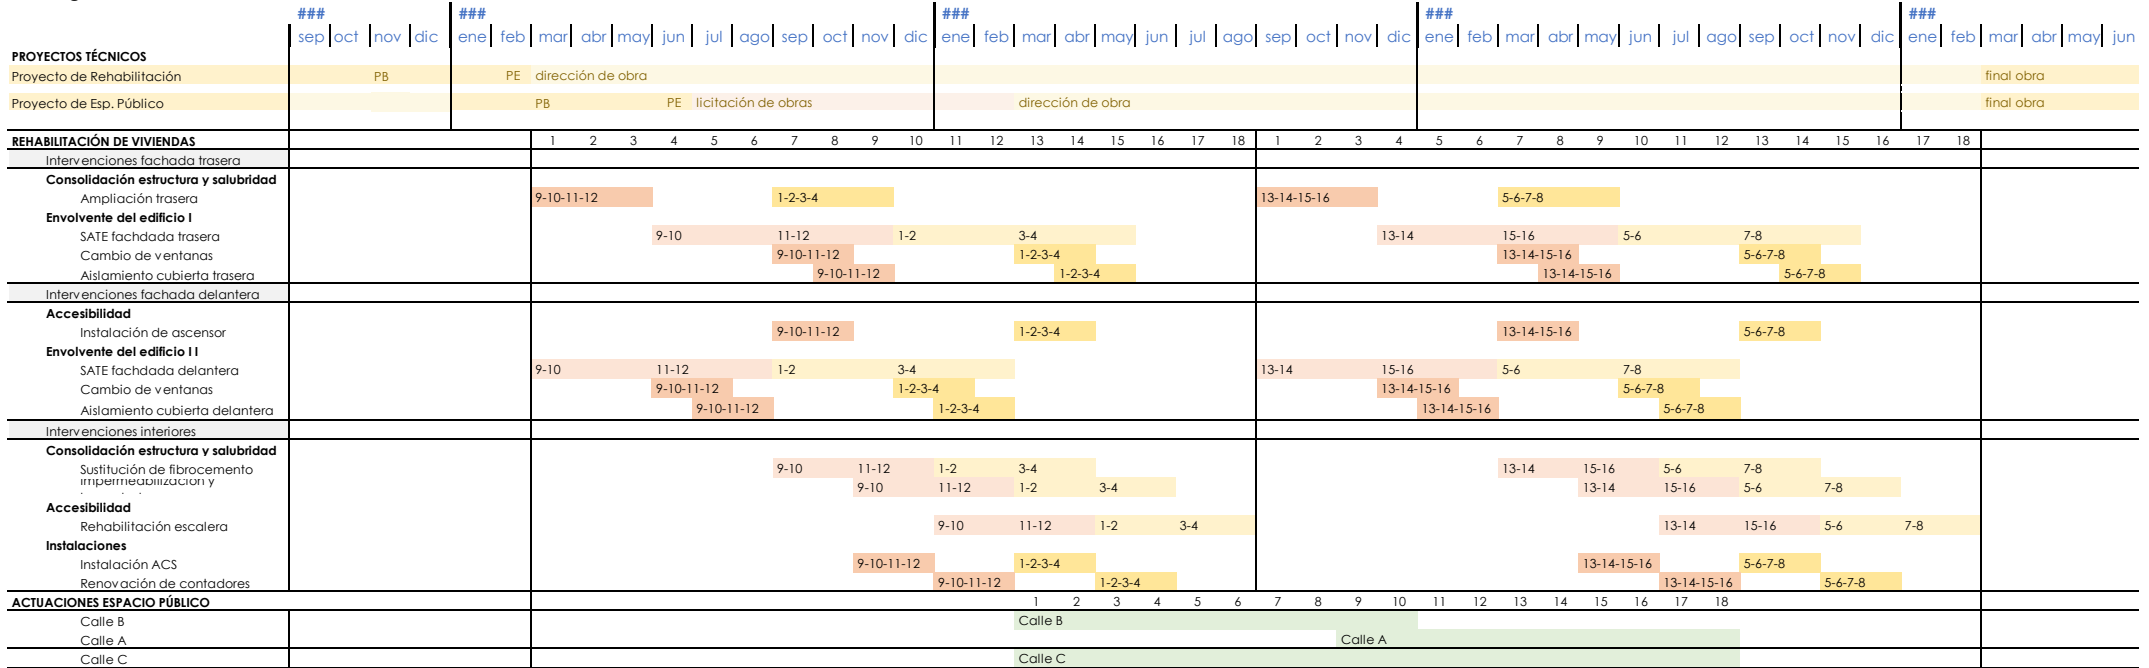 ### ### ### ### ###
sep oct nov dic ene feb mar abr may jun jul ago sep oct nov dic ene feb mar abr may jun jul ago sep oct nov dic ene feb mar abr may jun jul ago sep oct nov dic ene feb mar abr may jun
PROYECTOS TÉCNICOS
Proyecto de Rehabilitación PB PE dirección de obra final obra
Proyecto de Esp. Público PB PE licitación de obras dirección de obra final obra
REHABILITACIÓN DE VIVIENDAS 1 2 3 4 5 6 7 8 9 10 11 12 13 14 15 16 17 18 1 2 3 4 5 6 7 8 9 10 11 12 13 14 15 16 17 18
Intervenciones fachada trasera
Consolidación estructura y salubridad
Ampliación trasera 9-10-11-12 1-2-3-4 13-14-15-16 5-6-7-8
Envolvente del edificio I
SATE fachdada trasera 9-10 11-12 1-2 3-4 13-14 15-16 5-6 7-8
Cambio de ventanas 9-10-11-12 1-2-3-4 13-14-15-16 5-6-7-8
Aislamiento cubierta trasera 9-10-11-12 1-2-3-4 13-14-15-16 5-6-7-8
Intervenciones fachada delantera
Accesibilidad
Instalación de ascensor 9-10-11-12 1-2-3-4 13-14-15-16 5-6-7-8
Envolvente del edificio II
SATE fachdada delantera 9-10 11-12 1-2 3-4 13-14 15-16 5-6 7-8
Cambio de ventanas 9-10-11-12 1-2-3-4 13-14-15-16 5-6-7-8
Aislamiento cubierta delantera 9-10-11-12 1-2-3-4 13-14-15-16 5-6-7-8
Intervenciones interiores
Consolidación estructura y salubridad
Sustitución de fibrocemento 9-10 11-12 1-2 3-4 13-14 15-16 5-6 7-8
Impermeabilización y 9-10 11-12 1-2 3-4 13-14 15-16 5-6 7-8
Accesibilidad
Rehabilitación escalera 9-10 11-12 1-2 3-4 13-14 15-16 5-6 7-8
Instalaciones
Instalación ACS 9-10-11-12 1-2-3-4 13-14-15-16 5-6-7-8
Renovación de contadores 9-10-11-12 1-2-3-4 13-14-15-16 5-6-7-8
ACTUACIONES ESPACIO PÚBLICO 1 2 3 4 5 6 7 8 9 10 11 12 13 14 15 16 17 18
Calle B Calle B
Calle A Calle A
Calle C Calle C